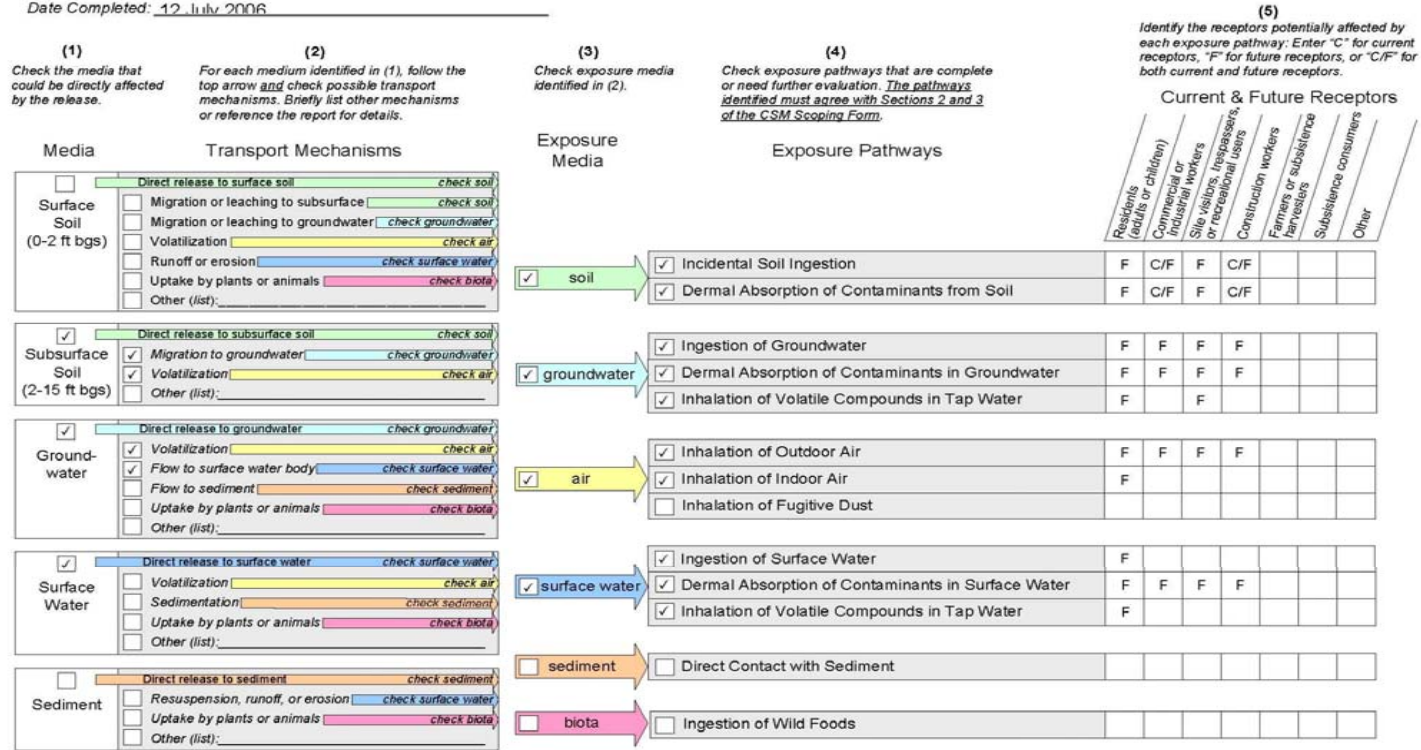 Date Completed: 12 July 2006
(1)
Check the media that
could be directly affected
by the release.
(2)
For each medium identified in (1), follow the
top arrow and check possible transport
mechanisms. Briefly list other mechanisms
or reference the report for details.
(3)
Check exposure media
identified in (2).
(4)
Check exposure pathways that are complete
or need further evaluation. The pathways
identified must agree with Sections 2 and 3
of the CSM Scoping Form.
(5)
Identify the receptors potentially affected by
each exposure pathway: Enter "C" for current
receptors, "F" for future receptors, or "C/F" for
both current and future receptors.
Current & Future Receptors
Media
Transport Mechanisms
Exposure
Media
Exposure Pathways
Residents
(adults or children)
Commercial or
industrial workers
Site visitors, trespassers,
or recreational users
Construction workers
Farmers or subsistence
harvesters
Subsistence consumers
Other
Surface
Soil
(0-2 ft bgs)
Direct release to surface soil check soil
Migration or leaching to subsurface check soil
Migration or leaching to groundwater check groundwater
Volatilization check air
Runoff or erosion check surface water
Uptake by plants or animals check biota
Other (list):
✓
Subsurface
Soil
(2-15 ft bgs)
Direct release to subsurface soil check soil
✓ Migration to groundwater check groundwater
✓ Volatilization check air
Other (list):
✓
Ground-
water
Direct release to groundwater check groundwater
✓ Volatilization check air
✓ Flow to surface water body check surface water
Flow to sediment check sediment
Uptake by plants or animals check biota
Other (list):
✓
Surface
Water
Direct release to surface water check surface water
Volatilization check air
Sedimentation check sediment
Uptake by plants or animals check biota
Other (list):
Sediment
Direct release to sediment check sediment
Resuspension, runoff, or erosion check surface water
Uptake by plants or animals check biota
Other (list):
✓ soil
✓ Incidental Soil Ingestion F C/F F C/F
✓ Dermal Absorption of Contaminants from Soil F C/F F C/F
✓ groundwater
✓ Ingestion of Groundwater F F F F
✓ Dermal Absorption of Contaminants in Groundwater F F F F
✓ Inhalation of Volatile Compounds in Tap Water F F
✓ air
✓ Inhalation of Outdoor Air F F F F
✓ Inhalation of Indoor Air F
Inhalation of Fugitive Dust
✓ surface water
✓ Ingestion of Surface Water F
✓ Dermal Absorption of Contaminants in Surface Water F F F F
✓ Inhalation of Volatile Compounds in Tap Water F
sediment
Direct Contact with Sediment
biota
Ingestion of Wild Foods